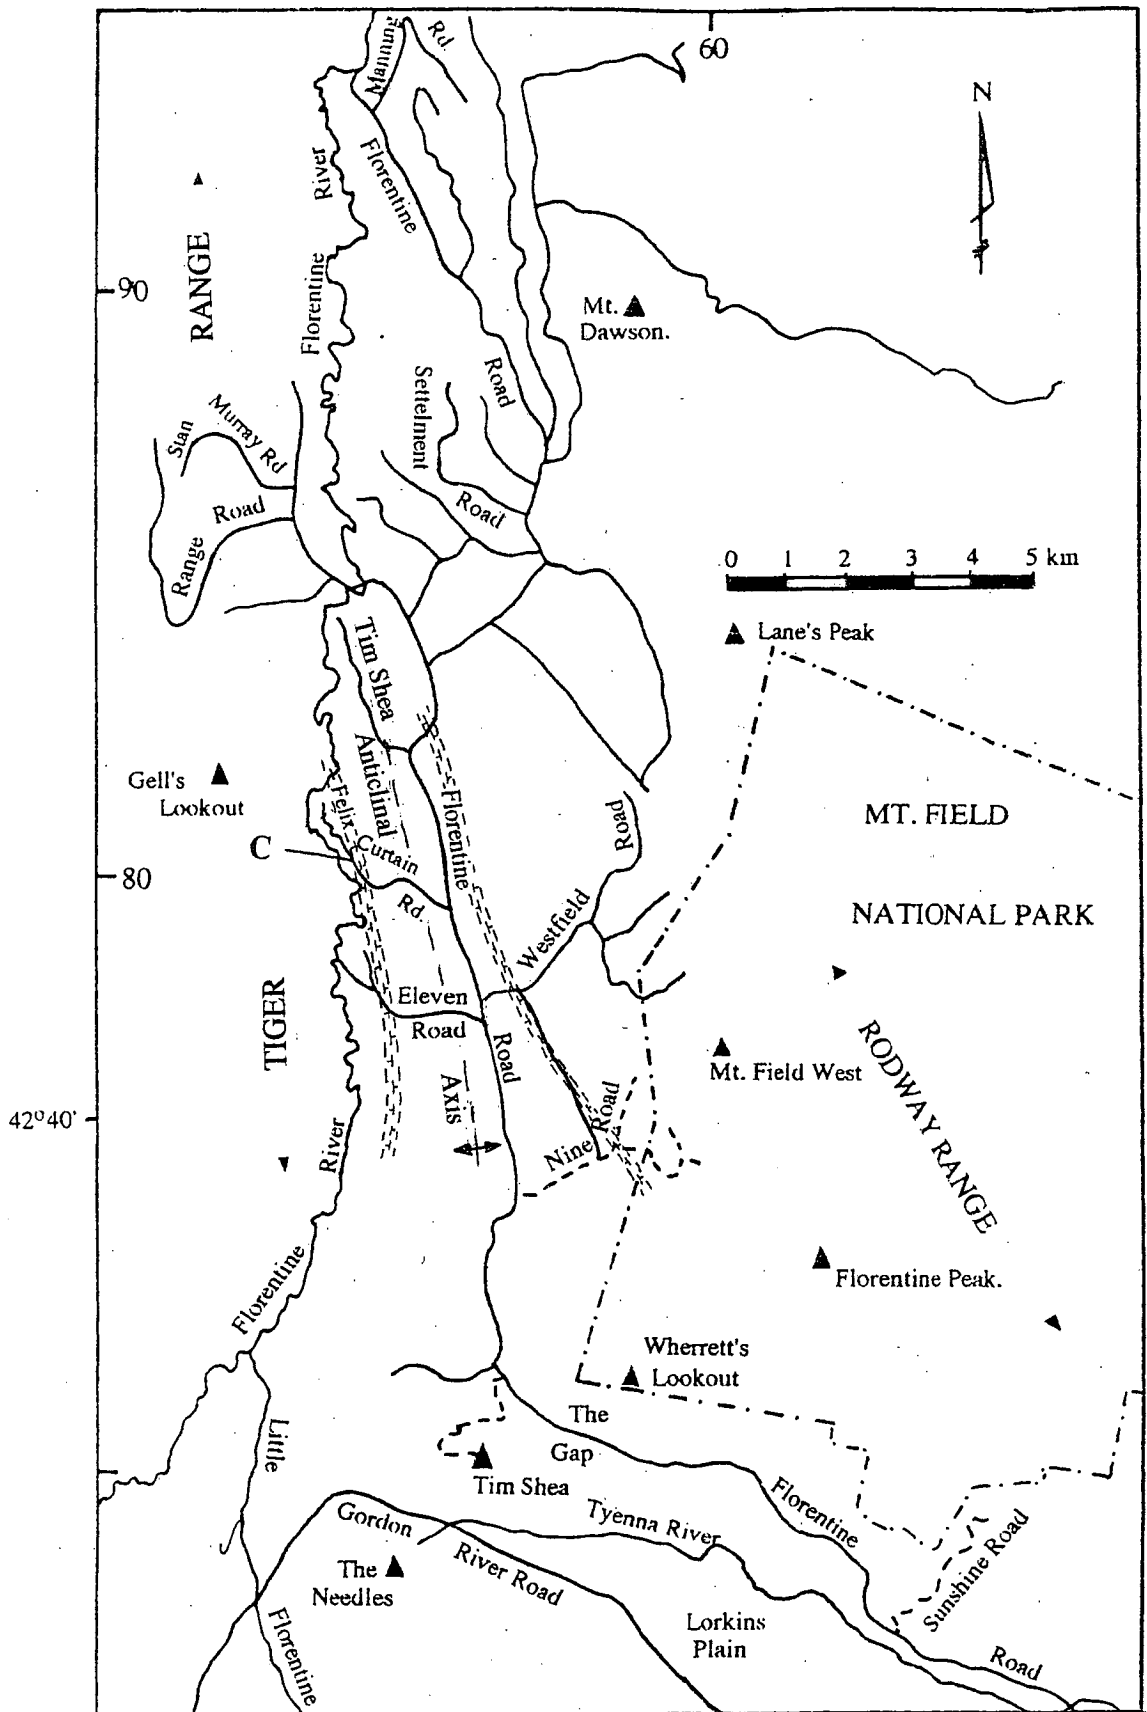 Manning
Rd.
60
N
River
Florentine
RANGE
90
Florentine
Mt.
Dawson.
Road
Settelment
Stan
Murray Rd
Road
Road
Range
0 1 2 3 4 5 km
Lane's Peak
Tim Shea
Anticlinal
Gell's
Lookout
Felix
Florentine
MT. FIELD
Road
C
Curtain
80
Rd.
NATIONAL PARK
Westfield
TIGER
Eleven
Road
Road
RODWAY RANGE
Mt. Field West
Axis
42°40'
Road
River
Nine
Florentine
Florentine Peak.
Wherrett's
Lookout
The
Gap
Little
Tim Shea
Florentine
Gordon
Tyenna River
Sunshine Road
River Road
The
Needles
Lorkins
Plain
Florentine
Road